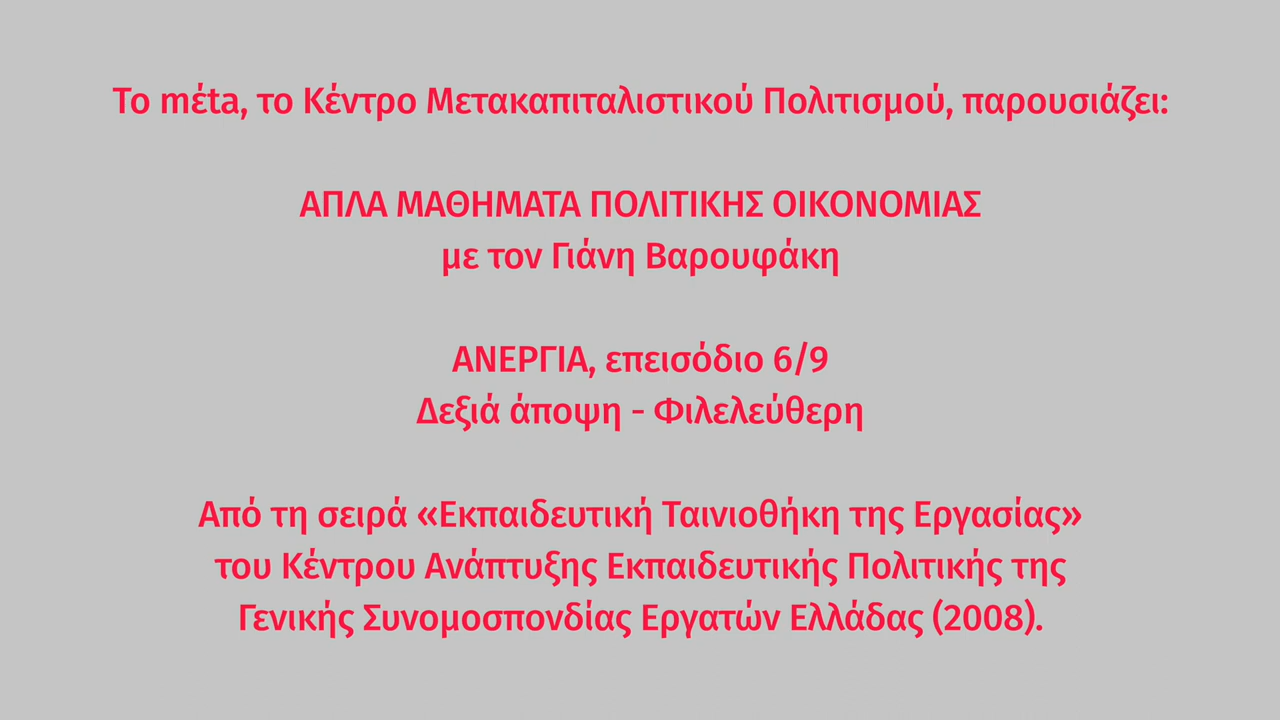 Το mέta, το Κέντρο Μετακαπιταλιστικού Πολιτισμού, παρουσιάζει:
ΑΠΛΑ ΜΑΘΗΜΑΤΑ ΠΟΛΙΤΙΚΗΣ ΟΙΚΟΝΟΜΙΑΣ
με τον Γιάνη Βαρουφάκη
ΑΝΕΡΓΙΑ, επεισόδιο 6/9
Δεξιά άποψη - Φιλελεύθερη
Από τη σειρά «Εκπαιδευτική Ταινιοθήκη της Εργασίας»
του Κέντρου Ανάπτυξης Εκπαιδευτικής Πολιτικής της
Γενικής Συνομοσπονδίας Εργατών Ελλάδας (2008).